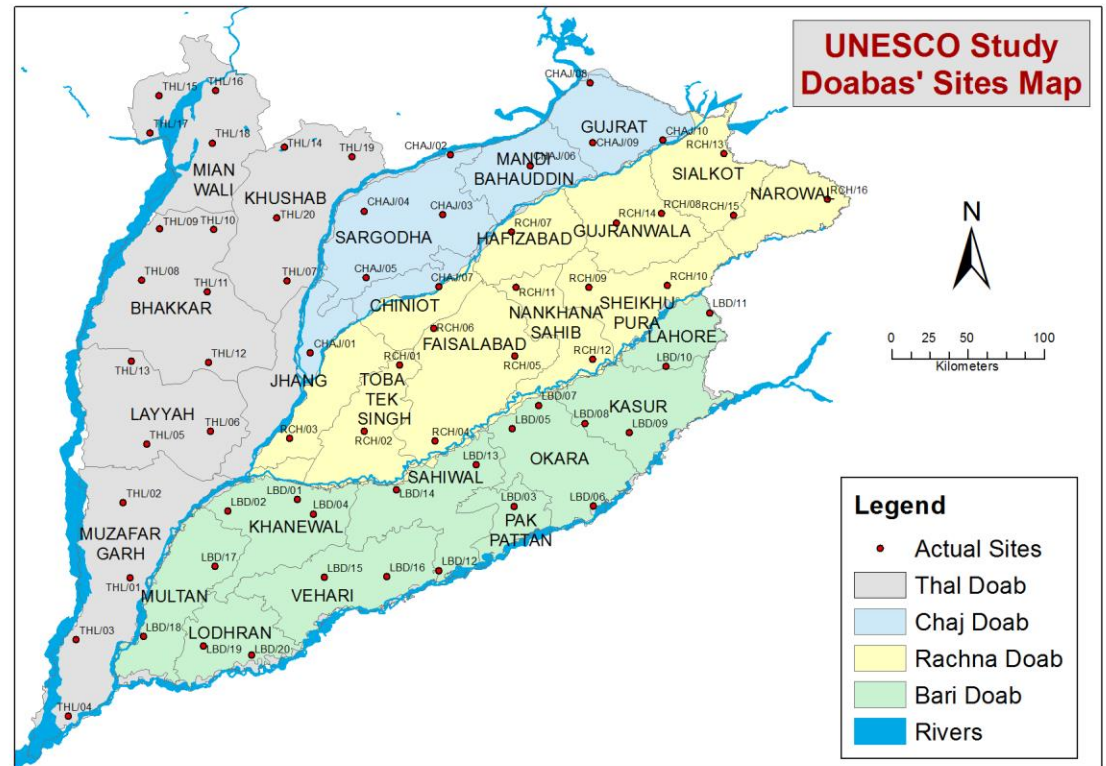 UNESCO Study
Doabas' Sites Map
THL/15
THL/16
THL/17
THL/18
MIAN
WALI
THL/14
THL/19
KHUSHAB
THL/20
THL/09
THL/10
THL/08
THL/11
THL/07
BHAKKAR
THL/12
THL/13
LAYYAH
THL/06
THL/05
THL/02
MUZAFAR
GARH
THL/01
THL/03
THL/04
CHAJ/08
GUJRAT
CHAJ/09
CHAJ/10
CHAJ/02
MANDI
CHAJ/06
BAHAUDDIN
CHAJ/04
CHAJ/03
SARGODHA
CHAJ/05
CHAJ/07
CHINIOT
CHAJ/01
JHANG
RCH/13
SIALKOT
NAROWAL
RCH/16
RCH/08
RCH/15
RCH/14
GUJRANWALA
RCH/07
HAFIZABAD
RCH/10
RCH/09
RCH/11
SHEIKHU
PURA
NANKHANA
SAHIB
RCH/06
FAISALABAD
RCH/12
RCH/05
RCH/01
TOBA
TEK
SINGH
RCH/03
RCH/02
RCH/04
LBD/11
LAHORE
LBD/10
KASUR
LBD/07
LBD/08
LBD/05
LBD/09
OKARA
LBD/13
SAHIWAL
LBD/14
LBD/03
LBD/06
PAK
PATTAN
LBD/01
LBD/02
LBD/04
KHANEWAL
LBD/17
LBD/15
LBD/16
LBD/12
MULTAN
VEHARI
LBD/18
LODHRAN
LBD/19
LBD/20
N
0 25 50 100
Kilometers
Legend
Actual Sites
Thal Doab
Chaj Doab
Rachna Doab
Bari Doab
Rivers